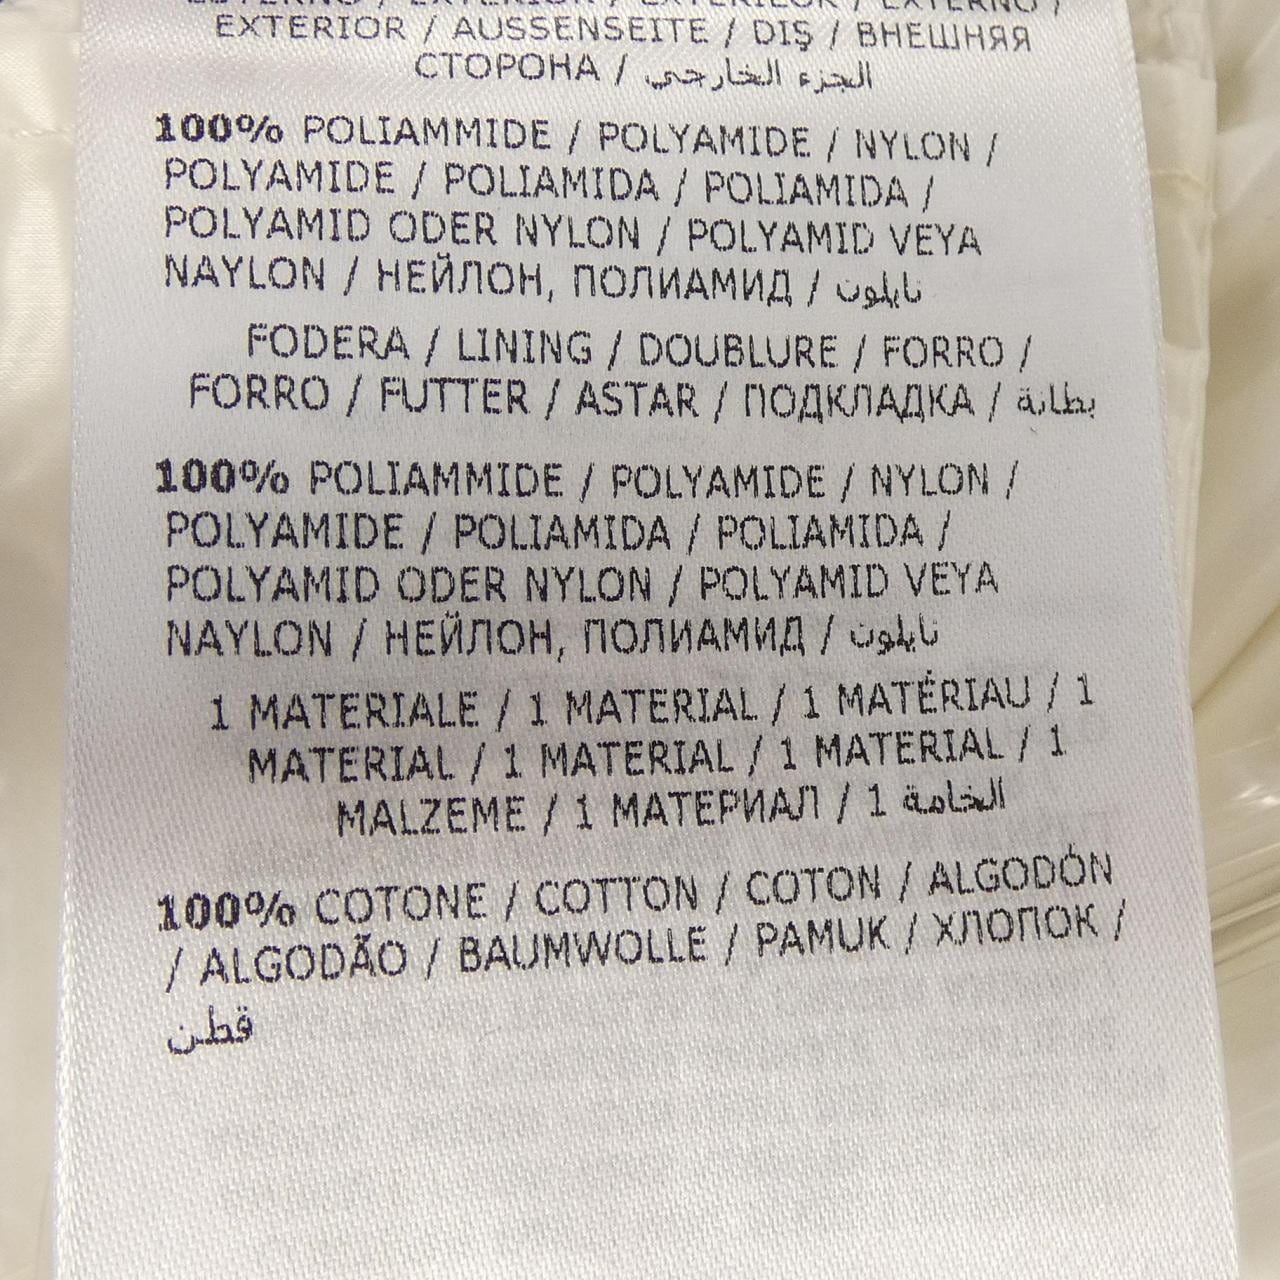 ESTERNO / EXTERIOR / EXTÉRIEUR / EXTERNO /
EXTERIOR / AUSSENSEITE / DIŞ / ВНЕШНЯЯ
СТОРОНА / الجزء الخارجي
100% POLIAMMIDE / POLYAMIDE / NYLON /
POLYAMIDE / POLIAMIDA / POLIAMIDA /
POLYAMID ODER NYLON / POLYAMID VEYA
NAYLON / НЕЙЛОН, ПОЛИАМИД / نايلون
FODERA / LINING / DOUBLURE / FORRO /
FORRO / FUTTER / ASTAR / ПОДКЛАДКА / بطانة
100% POLIAMMIDE / POLYAMIDE / NYLON /
POLYAMIDE / POLIAMIDA / POLIAMIDA /
POLYAMID ODER NYLON / POLYAMID VEYA
NAYLON / НЕЙЛОН, ПОЛИАМИД / نايلون
1 MATERIALE / 1 MATERIAL / 1 MATÉRIAU / 1
MATERIAL / 1 MATERIAL / 1 MATERIAL / 1
MALZEME / 1 МАТЕРИАЛ / 1 الخامة
100% COTONE / COTTON / COTON / ALGODÓN
/ ALGODÃO / BAUMWOLLE / PAMUK / ХЛОПОК /
قطن